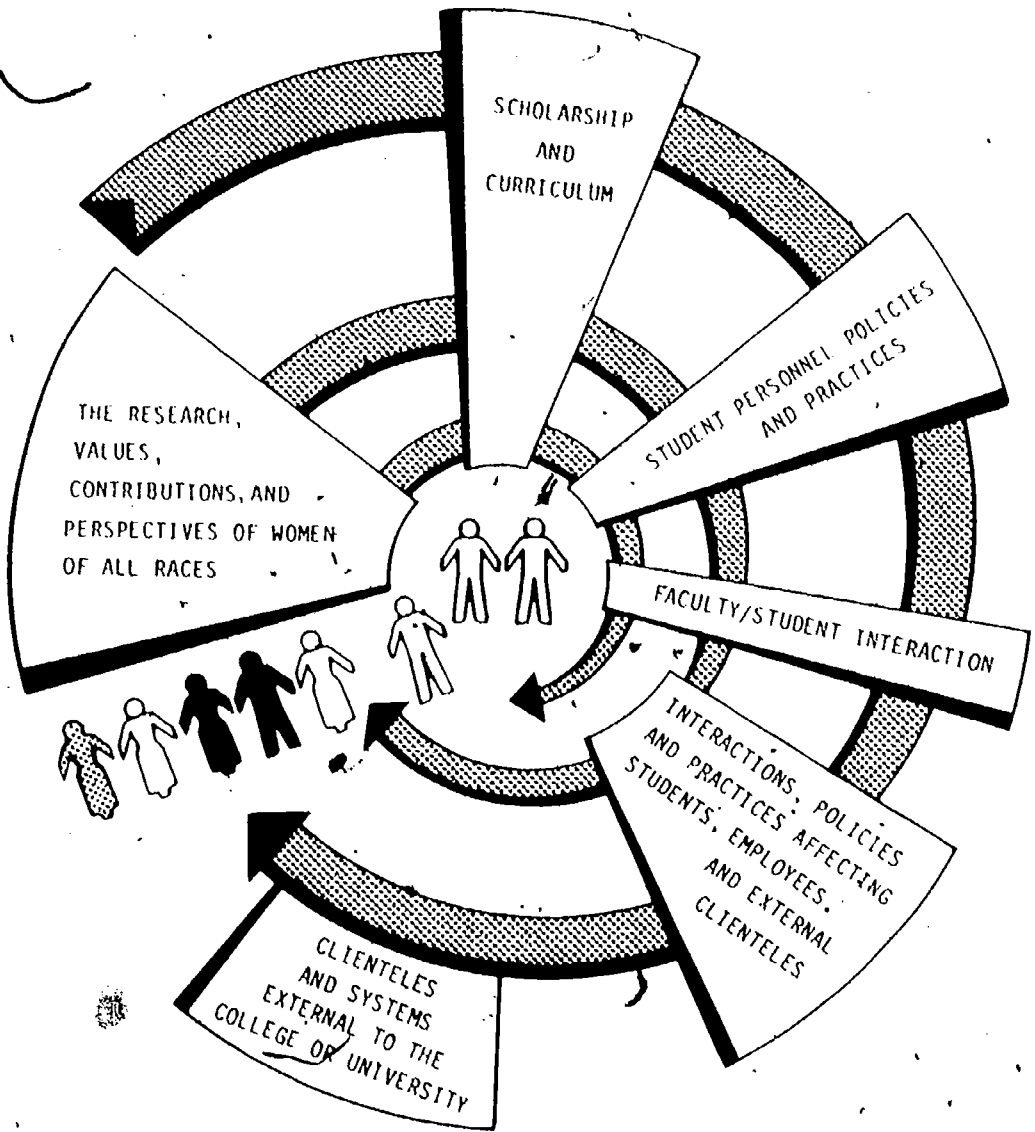 SCHOLARSHIP
AND
CURRICULUM
STUDENT PERSONNEL POLICIES
AND PRACTICES
THE RESEARCH,
VALUES,
CONTRIBUTIONS, AND
PERSPECTIVES OF WOMEN
OF ALL RACES
FACULTY/STUDENT INTERACTION
INTERACTIONS, POLICIES
AND PRACTICES AFFECTING
STUDENTS, EMPLOYEES.
AND EXTERNAL
CLIENTELES
CLIENTELES
AND SYSTEMS
EXTERNAL TO THE
COLLEGE OR UNIVERSITY